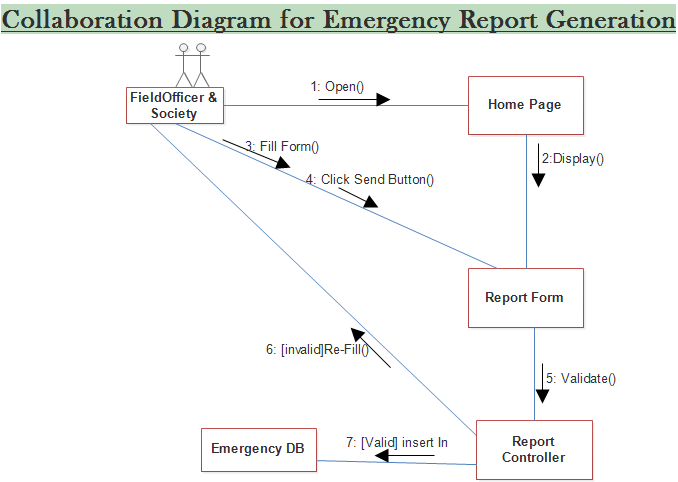 Collaboration Diagram for Emergency Report Generation
FieldOfficer &
Society
1: Open()
Home Page
3: Fill Form()
2:Display()
4: Click Send Button()
Report Form
6: [invalid]Re-Fill()
5: Validate()
Emergency DB
7: [Valid] insert In
Report
Controller